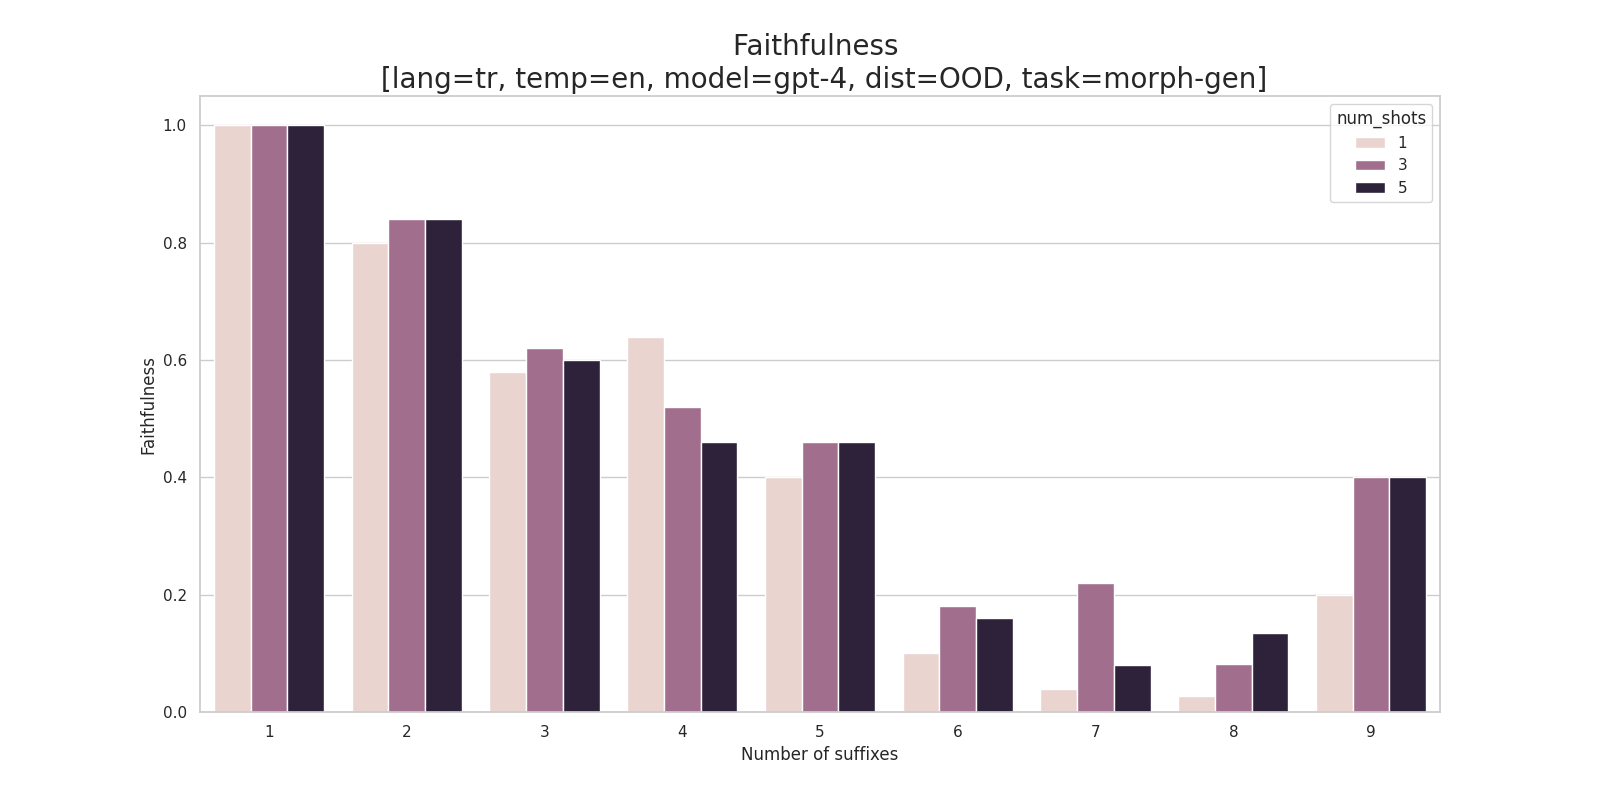 Faithfulness
[lang=tr, temp=en, model=gpt-4, dist=OOD, task=morph-gen]
num_shots
1
3
5
1.0
0.8
0.6
0.4
0.2
0.0
Faithfulness
1 2 3 4 5 6 7 8 9
Number of suffixes